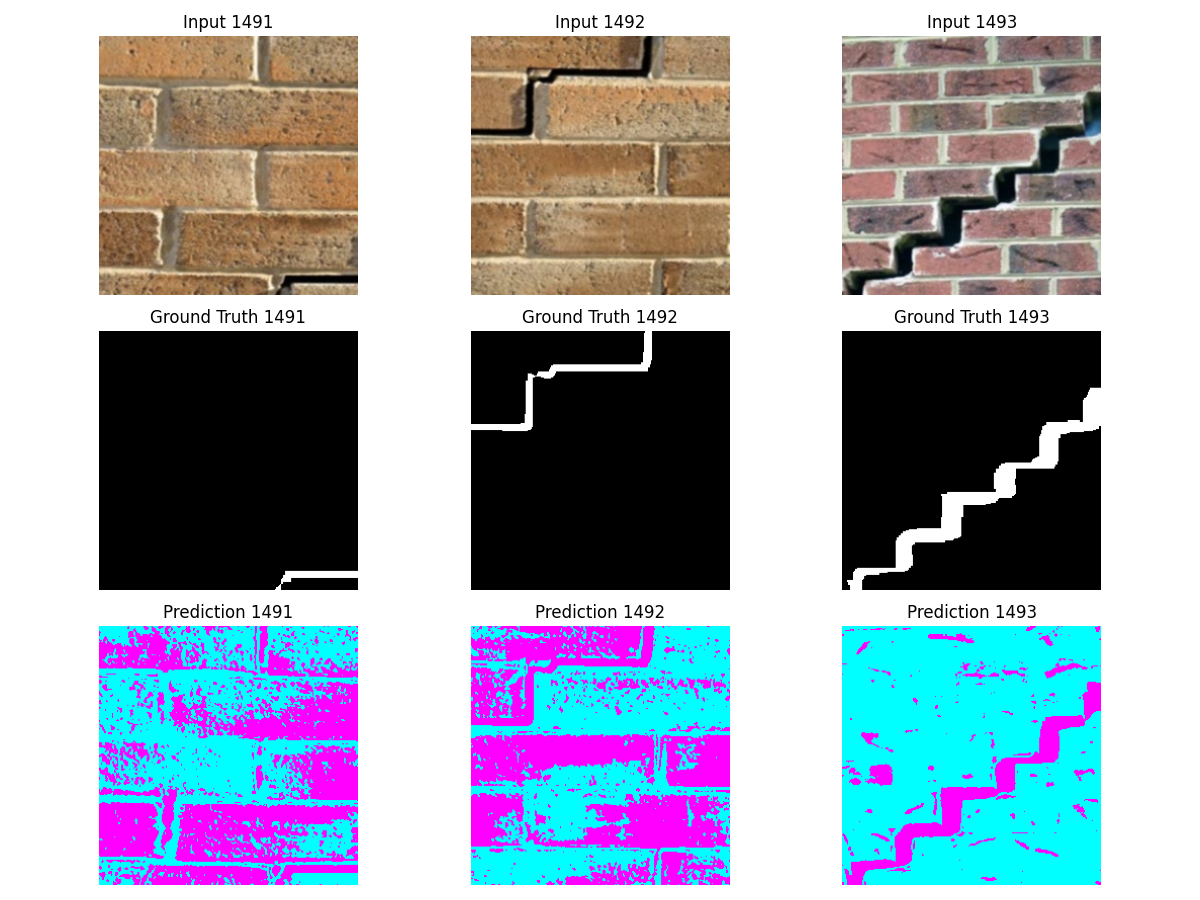 Input 1491
Input 1492
Input 1493
Ground Truth 1491
Ground Truth 1492
Ground Truth 1493
Prediction 1491
Prediction 1492
Prediction 1493